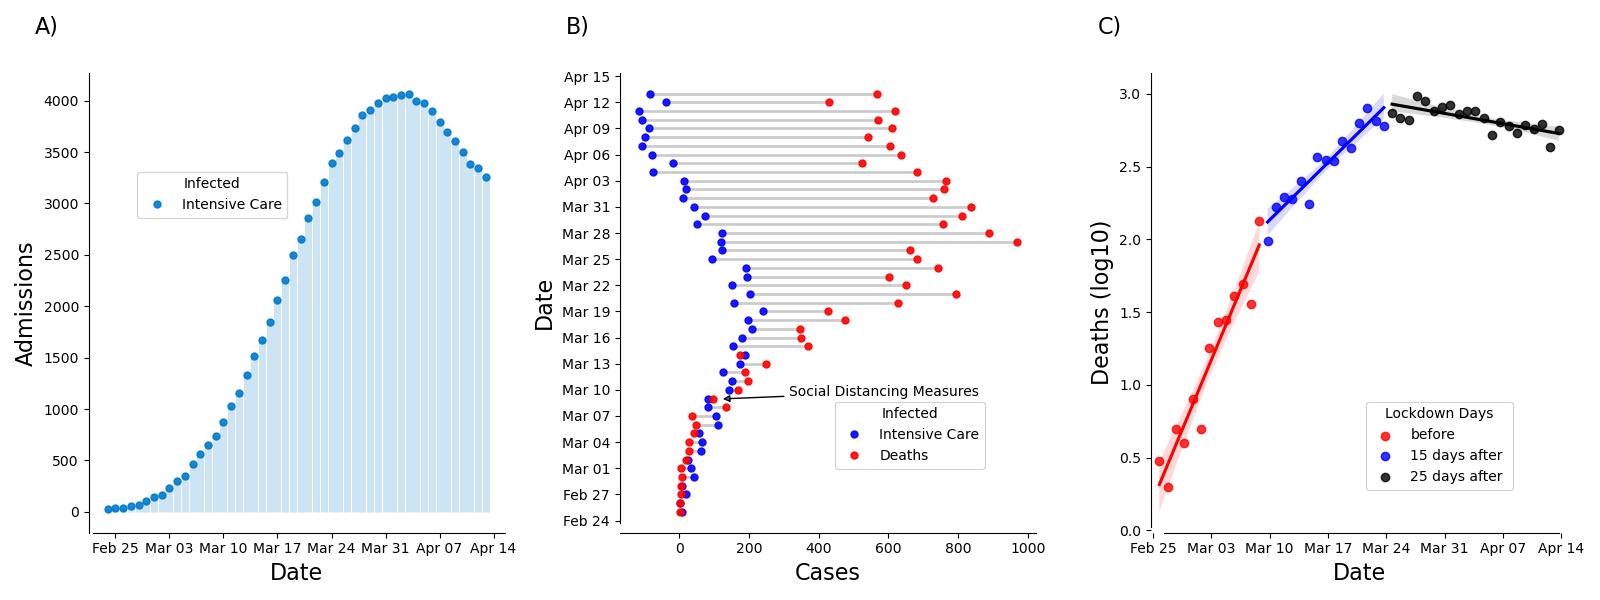 A)
Admissions
4000
3500
3000
2500
2000
1500
1000
500
0
Infected
Intensive Care
Feb 25 Mar 03 Mar 10 Mar 17 Mar 24 Mar 31 Apr 07 Apr 14
Date
B)
Date
Apr 15
Apr 12
Apr 09
Apr 06
Apr 03
Mar 31
Mar 28
Mar 25
Mar 22
Mar 19
Mar 16
Mar 13
Mar 10
Mar 07
Mar 04
Mar 01
Feb 27
Feb 24
Social Distancing Measures
Infected
Intensive Care
Deaths
0 200 400 600 800 1000
Cases
C)
Deaths (log10)
3.0
2.5
2.0
1.5
1.0
0.5
0.0
Lockdown Days
before
15 days after
25 days after
Feb 25 Mar 03 Mar 10 Mar 17 Mar 24 Mar 31 Apr 07 Apr 14
Date